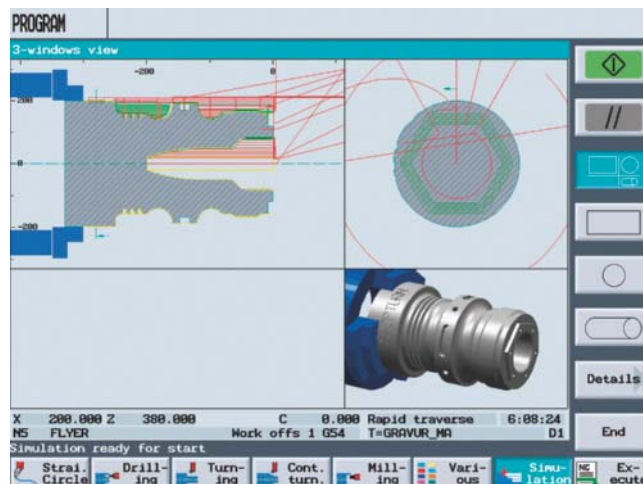 PROGRAM
3-windows view
-200
0
200
0
-200
Details
X 200.000 Z 380.000 C 0.000 Rapid traverse 6:08:24
N5 FLYER Work offs 1 G54 T=GRAVUR_MA D1
End
Simulation ready for start
Strai. Circle
Drill-ing
Turn-ing
Cont. turn.
Mill-ing
Vari-ous
Simu-lation
NC Ex-ecut